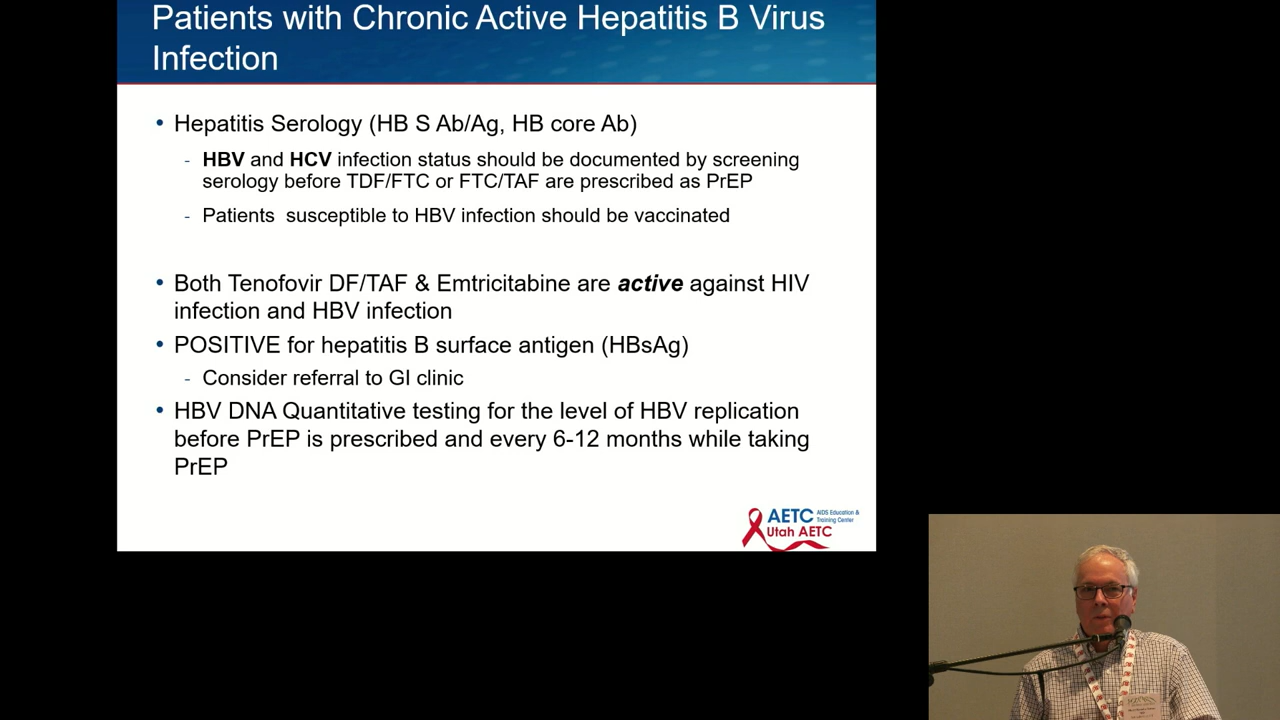 Patients with Chronic Active Hepatitis B Virus
Infection
• Hepatitis Serology (HB S Ab/Ag, HB core Ab)
- HBV and HCV infection status should be documented by screening
serology before TDF/FTC or FTC/TAF are prescribed as PrEP
- Patients susceptible to HBV infection should be vaccinated
• Both Tenofovir DF/TAF & Emtricitabine are active against HIV
infection and HBV infection
• POSITIVE for hepatitis B surface antigen (HBsAg)
- Consider referral to GI clinic
• HBV DNA Quantitative testing for the level of HBV replication
before PrEP is prescribed and every 6-12 months while taking
PrEP
AETC AIDS Education &
Training Center
Utah AETC